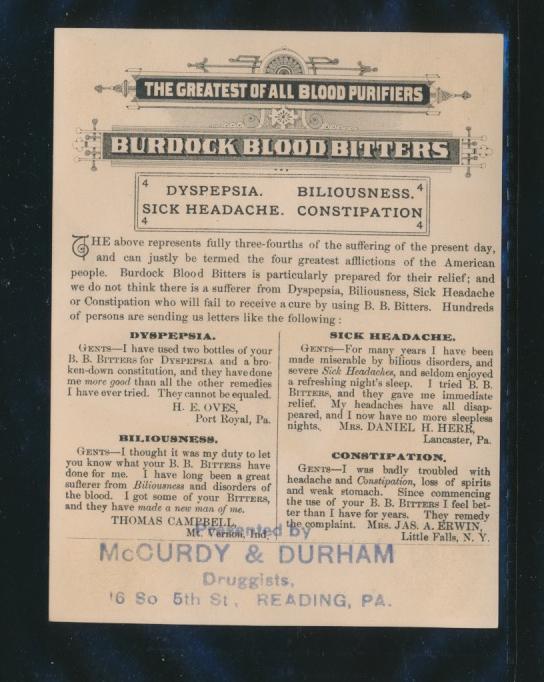 THE GREATEST OF ALL BLOOD PURIFIERS
BURDOCK BLOOD BITTERS
4 4
DYSPEPSIA. BILIOUSNESS.
SICK HEADACHE. CONSTIPATION
4 4
THE above represents fully three-fourths of the suffering of the present day,
and can justly be termed the four greatest afflictions of the American
people. Burdock Blood Bitters is particularly prepared for their relief; and
we do not think there is a sufferer from Dyspepsia, Biliousness, Sick Headache
or Constipation who will fail to receive a cure by using B. B. Bitters. Hundreds
of persons are sending us letters like the following:
DYSPEPSIA.
GENTS—I have used two bottles of your
B. B. BITTERS for DYSPEPSIA and a bro-
ken-down constitution, and they have done
me more good than all the other remedies
I have ever tried. They cannot be equaled.
H. E. OVES,
Port Royal, Pa.
BILIOUSNESS.
GENTS—I thought it was my duty to let
you know what your B. B. BITTERS have
done for me. I have long been a great
sufferer from Biliousness and disorders of
the blood. I got some of your BITTERS,
and they have made a new man of me.
THOMAS CAMPBELL,
Mt. Vernon, Ind.
SICK HEADACHE.
GENTS—For many years I have been
made miserable by bilious disorders, and
severe Sick Headaches, and seldom enjoyed
a refreshing night's sleep. I tried B. B.
BITTERS, and they gave me immediate
relief. My headaches have all disap-
peared, and I now have no more sleepless
nights. MRS. DANIEL H. HERR,
Lancaster, Pa.
CONSTIPATION.
GENTS—I was badly troubled with
headache and Constipation, loss of spirits
and weak stomach. Since commencing
the use of your B. B. BITTERS I feel bet-
ter than I have for years. They remedy
the complaint. MRS. JAS. A. ERWIN,
Little Falls, N. Y.
Presented by
McCURDY & DURHAM
Druggists,
16 So 5th St., READING, PA.